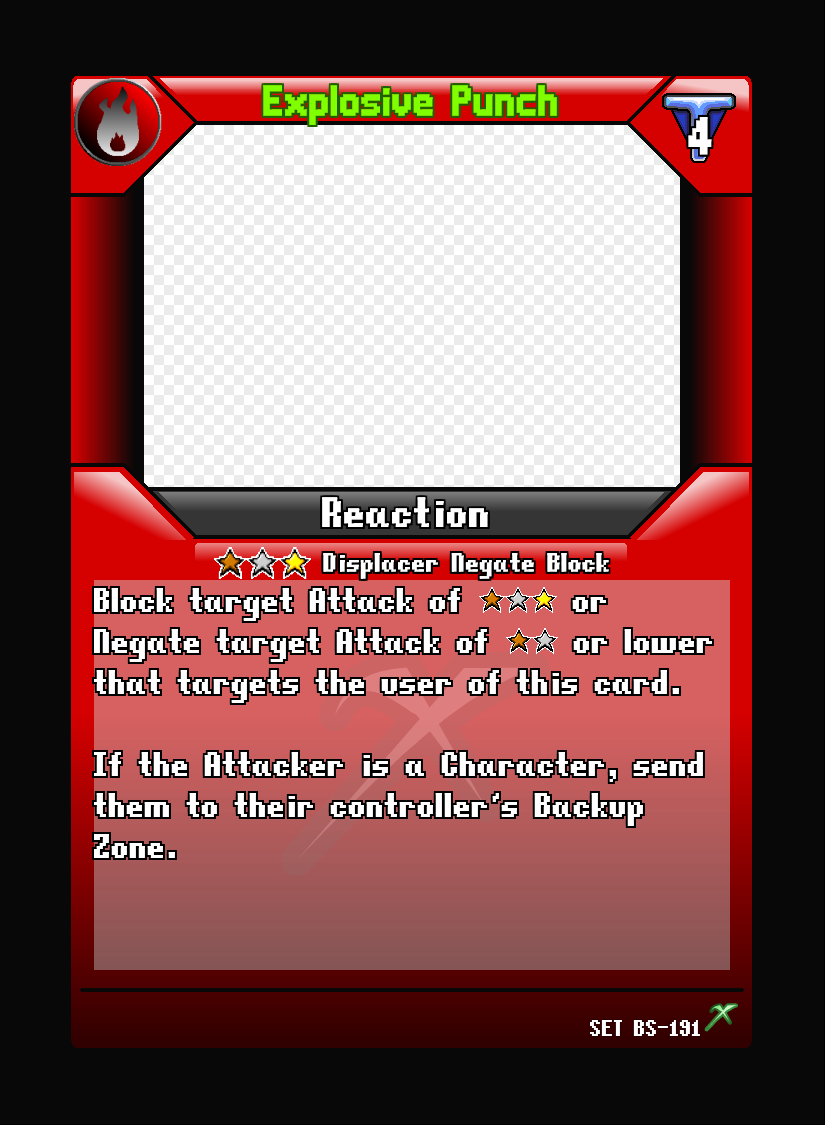 Explosive Punch
4
Reaction
Displacer Negate Block
Block target Attack of ★★★ or
Negate target Attack of ★★ or lower
that targets the user of this card.
If the Attacker is a Character, send
them to their controller's Backup
Zone.
SET BS-191